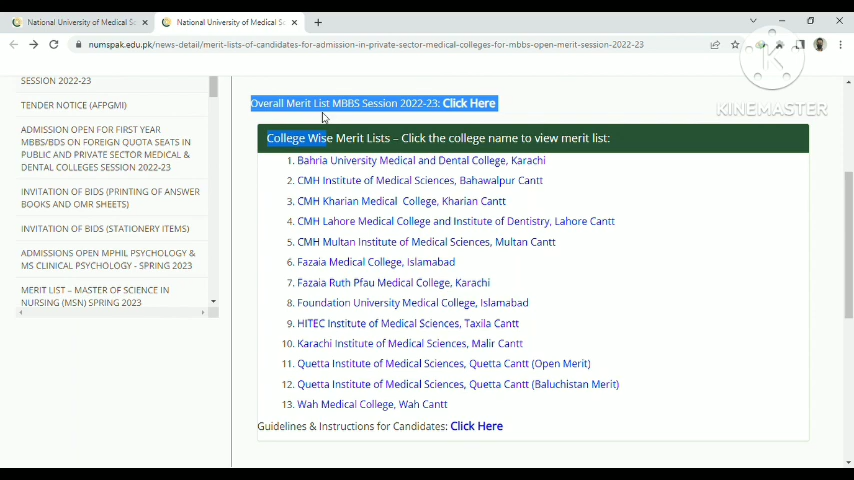 National University of Medical Sc
National University of Medical Sc
numspak.edu.pk/news-detail/merit-lists-of-candidates-for-admission-in-private-sector-medical-colleges-for-mbbs-open-merit-session-2022-23
K
KINEMASTER
SESSION 2022-23
TENDER NOTICE (AFPGMI)
ADMISSION OPEN FOR FIRST YEAR
MBBS/BDS ON FOREIGN QUOTA SEATS IN
PUBLIC AND PRIVATE SECTOR MEDICAL &
DENTAL COLLEGES SESSION 2022-23
INVITATION OF BIDS (PRINTING OF ANSWER
BOOKS AND OMR SHEETS)
INVITATION OF BIDS (STATIONERY ITEMS)
ADMISSIONS OPEN MPHIL PSYCHOLOGY &
MS CLINICAL PSYCHOLOGY - SPRING 2023
MERIT LIST – MASTER OF SCIENCE IN
NURSING (MSN) SPRING 2023
Overall Merit List MBBS Session 2022-23: Click Here
College Wise Merit Lists – Click the college name to view merit list:
1. Bahria University Medical and Dental College, Karachi
2. CMH Institute of Medical Sciences, Bahawalpur Cantt
3. CMH Kharian Medical College, Kharian Cantt
4. CMH Lahore Medical College and Institute of Dentistry, Lahore Cantt
5. CMH Multan Institute of Medical Sciences, Multan Cantt
6. Fazaia Medical College, Islamabad
7. Fazaia Ruth Pfau Medical College, Karachi
8. Foundation University Medical College, Islamabad
9. HITEC Institute of Medical Sciences, Taxila Cantt
10. Karachi Institute of Medical Sciences, Malir Cantt
11. Quetta Institute of Medical Sciences, Quetta Cantt (Open Merit)
12. Quetta Institute of Medical Sciences, Quetta Cantt (Baluchistan Merit)
13. Wah Medical College, Wah Cantt
Guidelines & Instructions for Candidates: Click Here